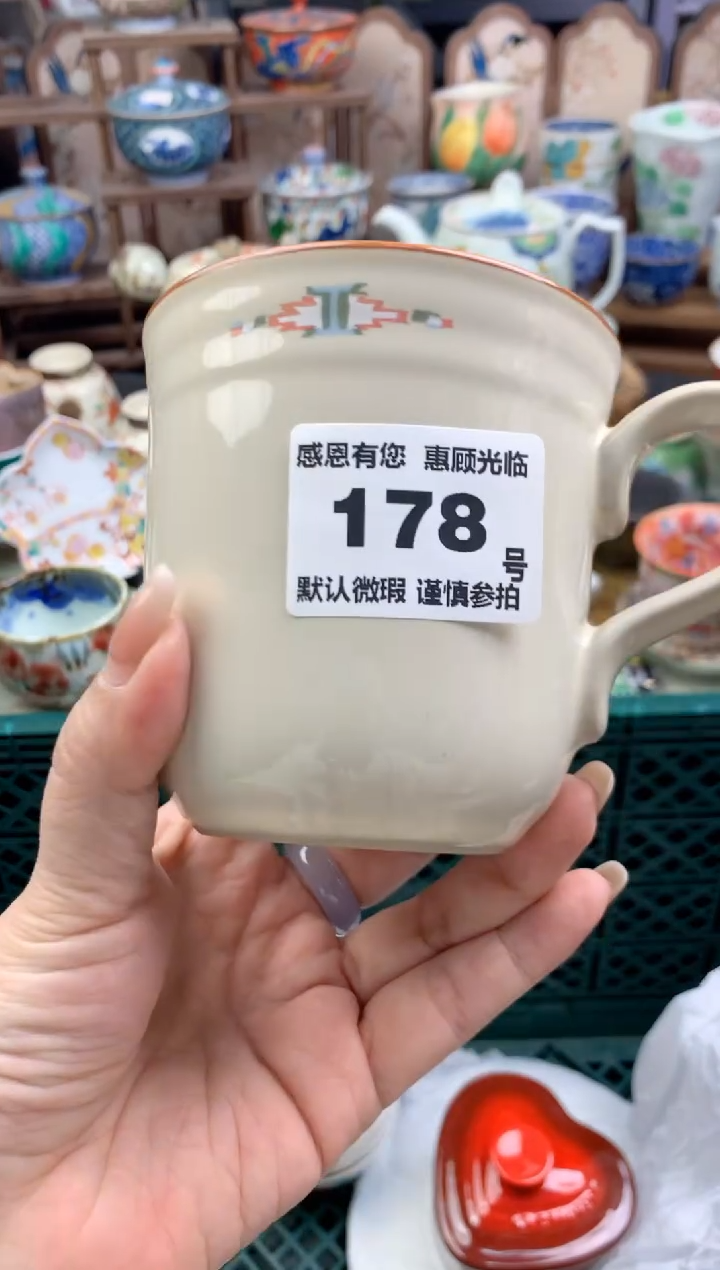 感恩有您 惠顾光临
178
号
默认微瑕 谨慎参拍